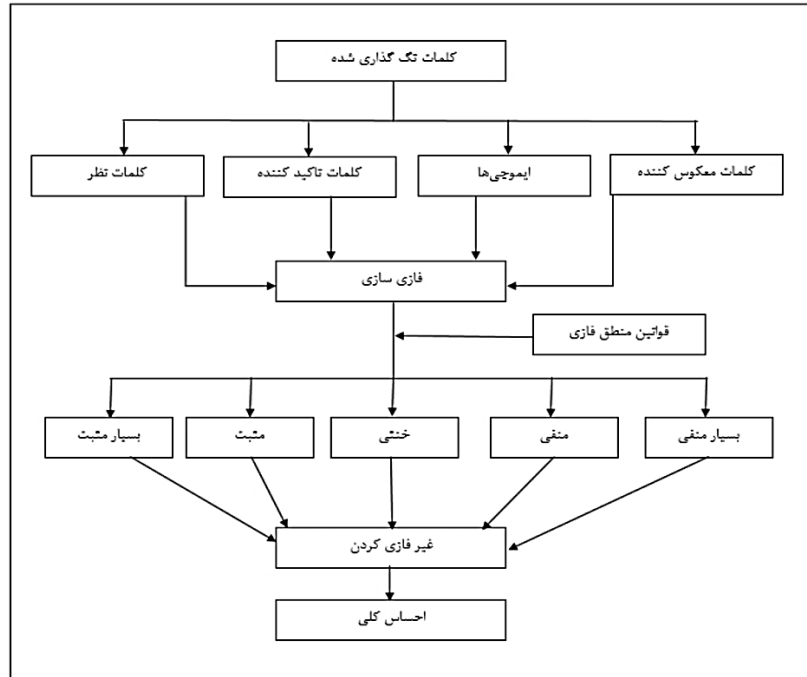 کلمات تگ گذاری شده
کلمات معکوس کننده
ایموجی‌ها
کلمات تاکید کننده
کلمات نظر
فازی سازی
قوانین منطق فازی
بسیار منفی
منفی
خنثی
مثبت
بسیار مثبت
غیر فازی کردن
احساس کلی